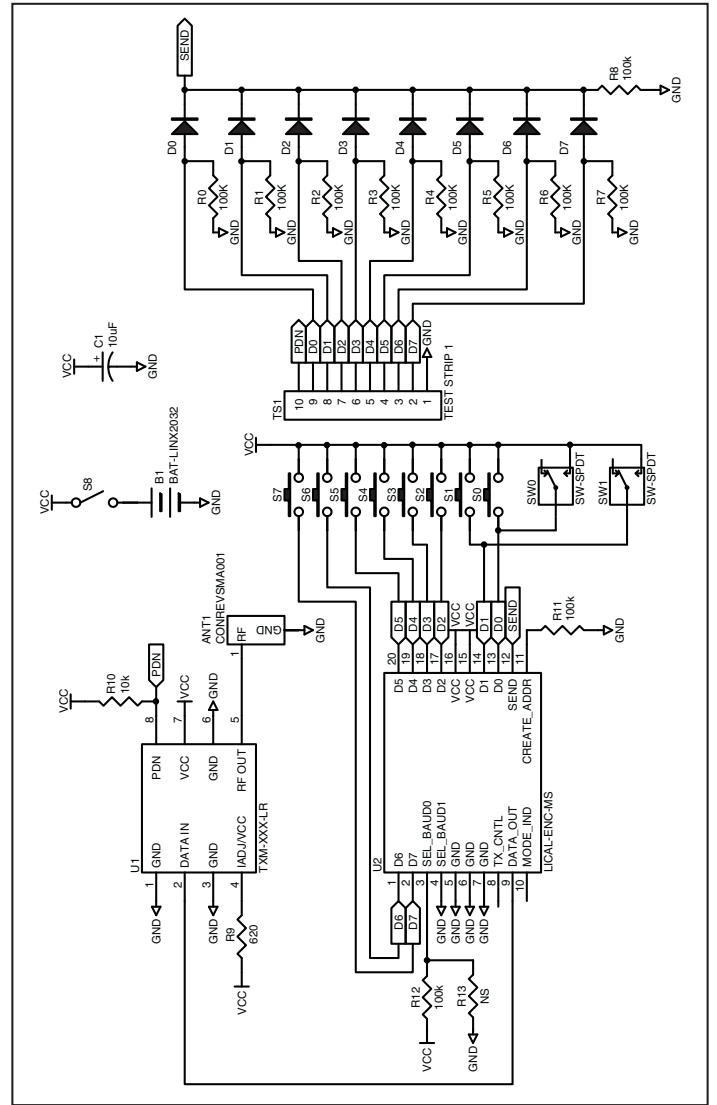 VCC
R10
10k
PDN
U1
GND
DATA IN
GND
IADJ/VCC
PDN
VCC
GND
RF OUT
TXM-XXX-LR
1
2
3
4
8
7
6
5
GND
GND
VCC
GND
R9
620
VCC
ANT1
CONREVSMA001
RF
GND
1
GND
VCC
S8
B1
BAT-LINX2032
GND
VCC
+
C1
10uF
GND
U2
D6
D7
SEL_BAUD0
SEL_BAUD1
GND
GND
GND
TX_CNTL
DATA_OUT
MODE_IND
D5
D4
D3
D2
VCC
VCC
D1
D0
SEND
CREATE_ADDR
LICAL-ENC-MS
1
2
3
4
5
6
7
8
9
10
20
19
18
17
16
15
14
13
12
11
D6
D7
GND
GND
GND
GND
R12
100k
VCC
R13
NS
GND
D5
D4
D3
D2
VCC
VCC
D1
D0
SEND
R11
100k
GND
VCC
S7
S6
S5
S4
S3
S2
S1
S0
SW0
SW-SPDT
SW1
SW-SPDT
TS1
10
9
8
7
6
5
4
3
2
1
TEST STRIP 1
PDN
D0
D1
D2
D3
D4
D5
D6
D7
GND
SEND
D0
D1
D2
D3
D4
D5
D6
D7
R0
100K
GND
R1
100K
GND
R2
100K
GND
R3
100K
GND
R4
100K
GND
R5
100K
GND
R6
100K
GND
R7
100K
GND
R8
100k
GND